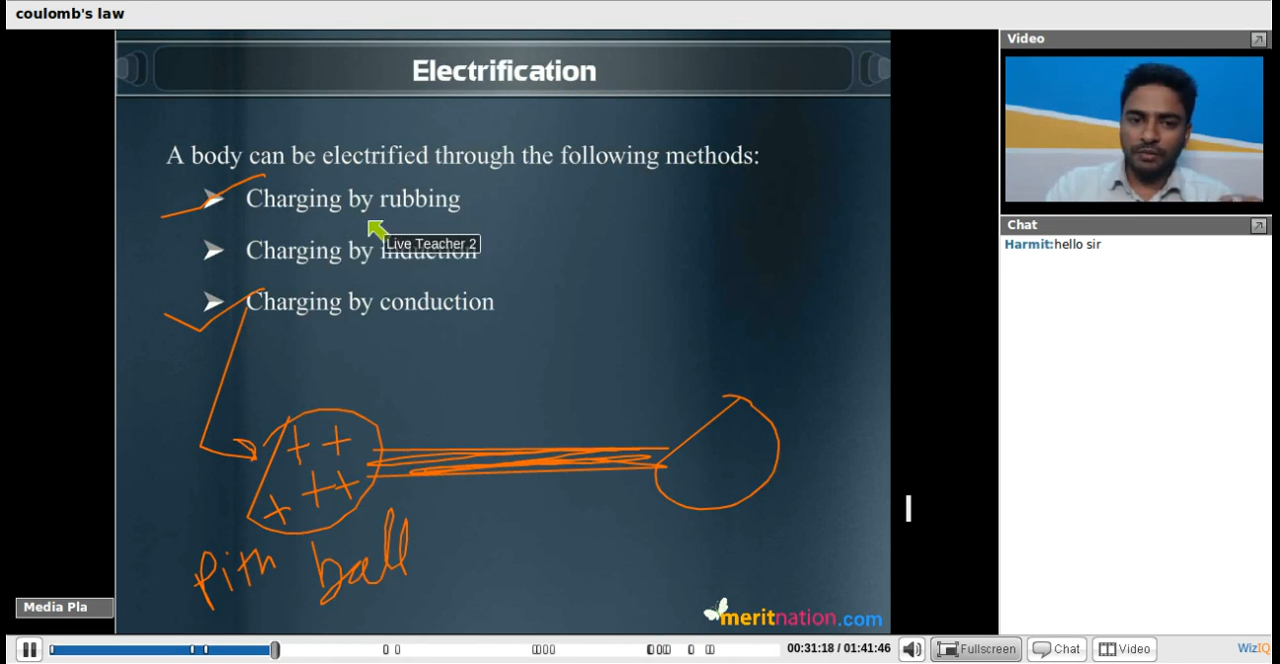 coulomb's law
Electrification
A body can be electrified through the following methods:
Charging by rubbing
Live Teacher 2
Charging by induction
Charging by conduction
+ +
+ + +
Pith ball
meritnation.com
Video
Chat
Harmit:hello sir
Media Pla
00:31:18 / 01:41:46
Fullscreen
Chat
Video
WizIQ